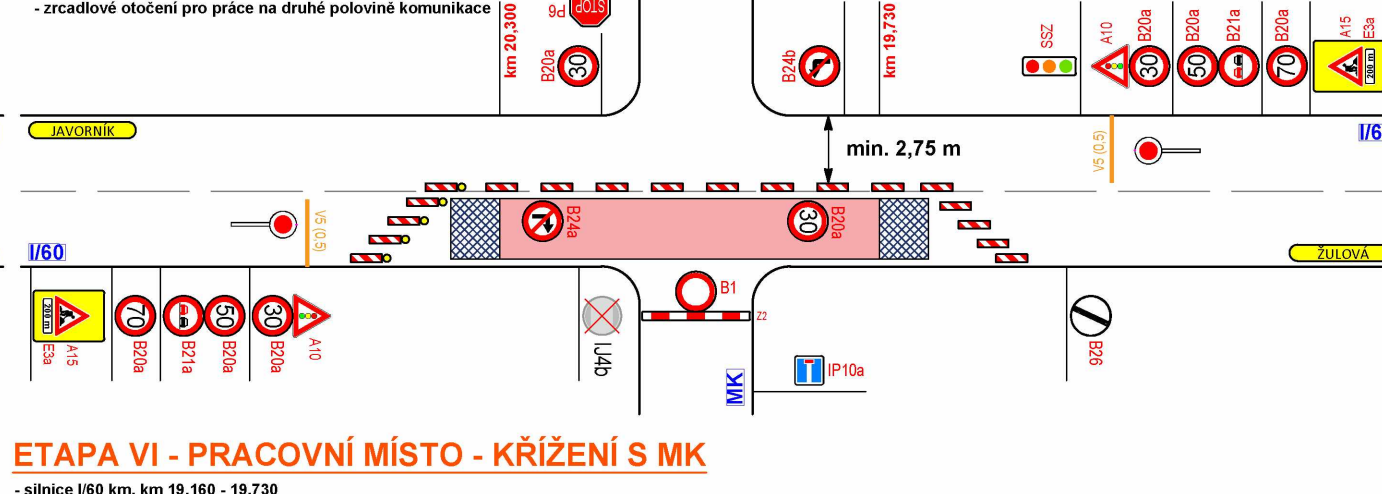 - zrcadlové otočení pro práce na druhé polovině komunikace
km 20,300
P6
STOP
B20a
30
B24b
km 19,730
SSZ
A10
B20a
30
B20a
50
B21a
B20a
70
A15
E3a
200 m
JAVORNÍK
I/6
min. 2,75 m
V5 (0,5)
V5 (0,5)
B24a
30
B20a
I/60
ŽULOVÁ
200 m
E3a
A15
70
B20a
B21a
50
B20a
30
B20a
A10
IJ4b
B1
Z2
MK
IP10a
B26
ETAPA VI - PRACOVNÍ MÍSTO - KŘÍŽENÍ S MK
- silnice I/60 km. km 19,160 - 19,730